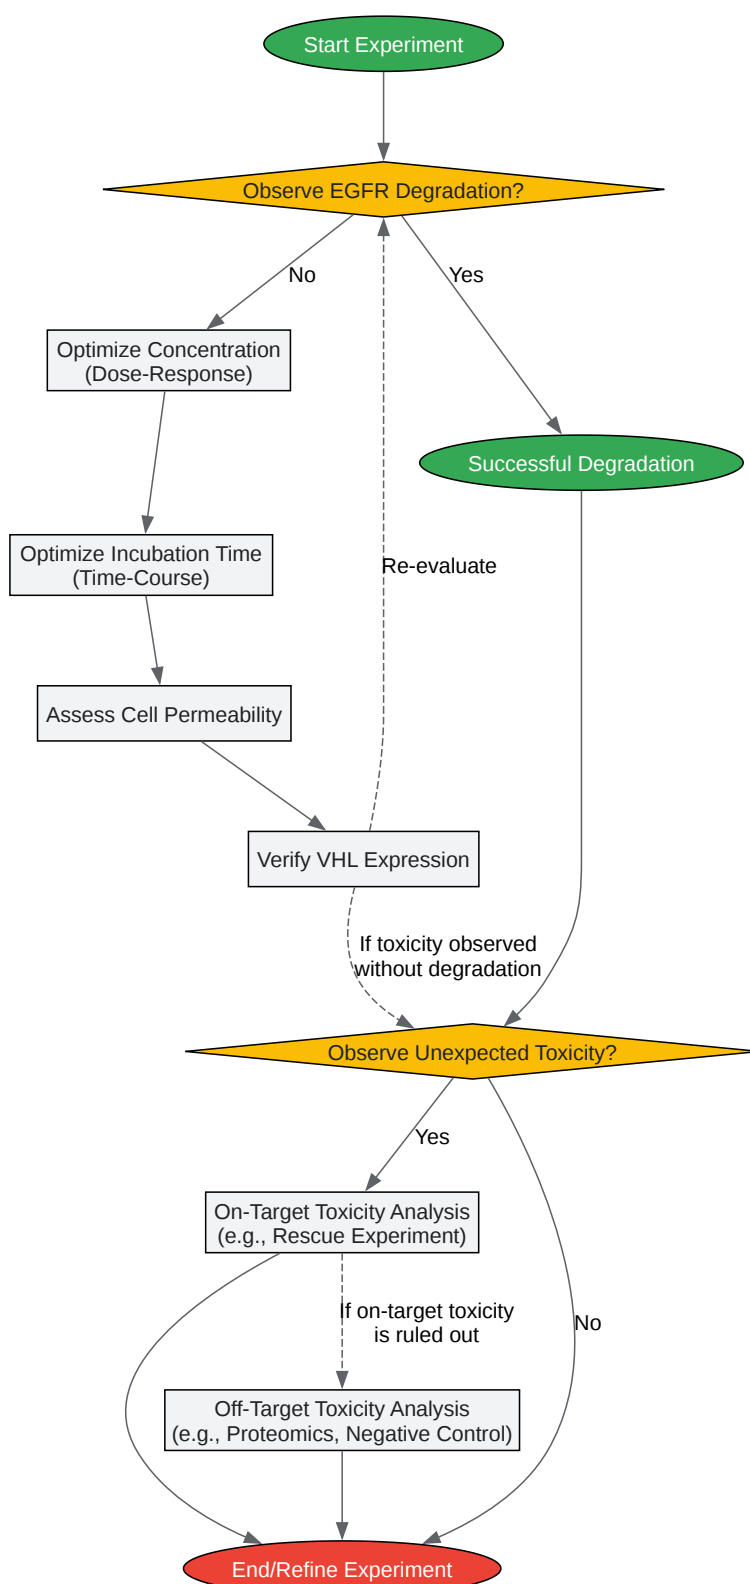 Start Experiment
Observe EGFR Degradation?
No
Yes
Optimize Concentration
(Dose-Response)
Successful Degradation
Optimize Incubation Time
(Time-Course)
Re-evaluate
Assess Cell Permeability
Verify VHL Expression
If toxicity observed
without degradation
Observe Unexpected Toxicity?
Yes
On-Target Toxicity Analysis
(e.g., Rescue Experiment)
If on-target toxicity
is ruled out
No
Off-Target Toxicity Analysis
(e.g., Proteomics, Negative Control)
End/Refine Experiment